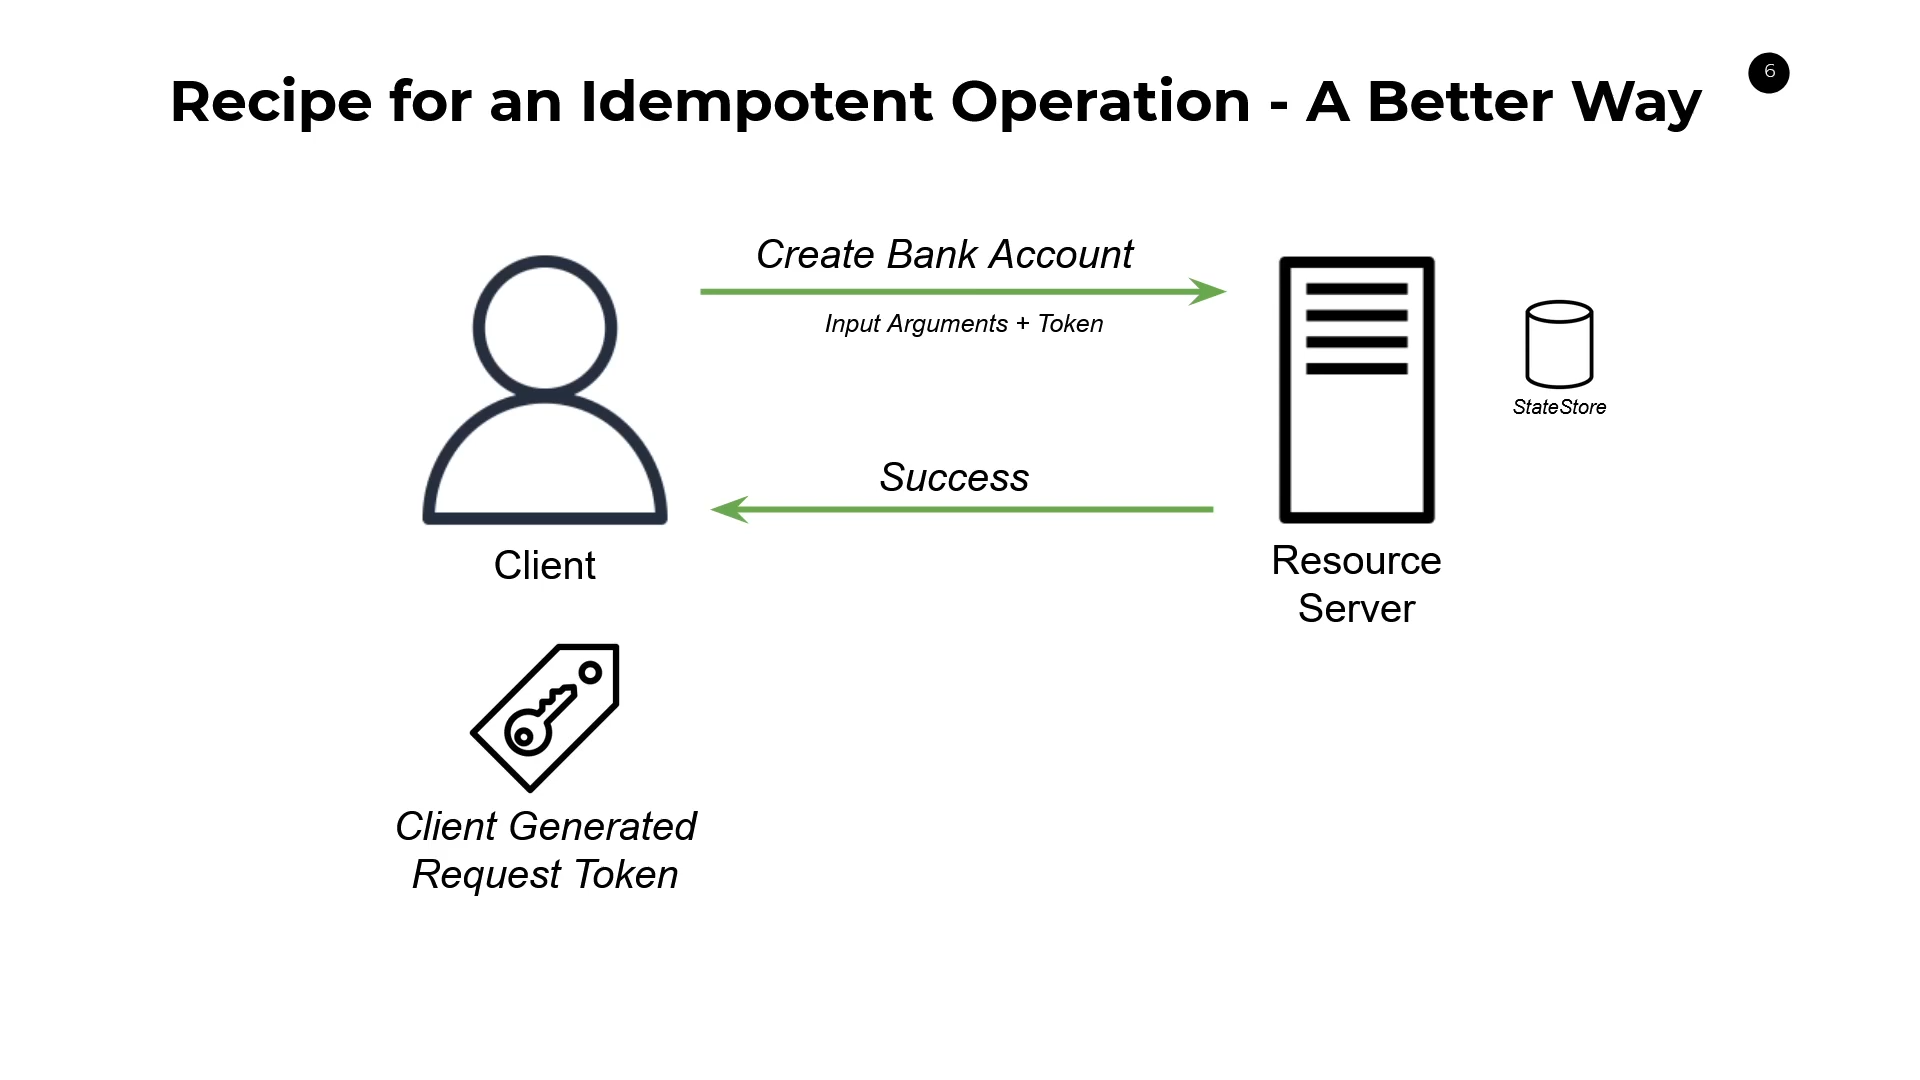 Recipe for an Idempotent Operation - A Better Way
6
Create Bank Account
Input Arguments + Token
StateStore
Success
Client
Resource
Server
Client Generated
Request Token